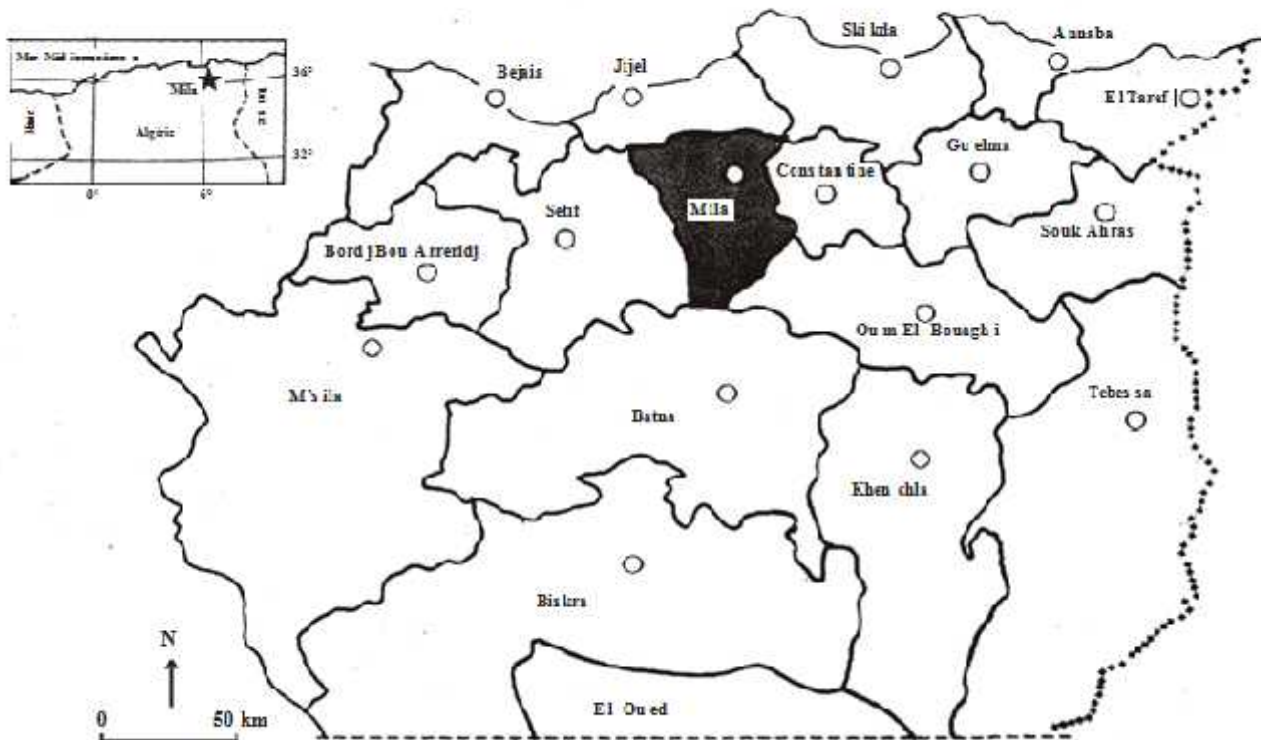 36°
Mila
Algérie
32°
0°
6°
Skikda
Annaba
Bejaia
Jijel
El Taref
Guelma
Constantine
Setif
Mila
Souk Ahras
Bordj Bou Arreridj
Oum El Bouaghi
M'sila
Batna
Tebessa
Khenchla
Biskra
N
0 50 km
El Oued